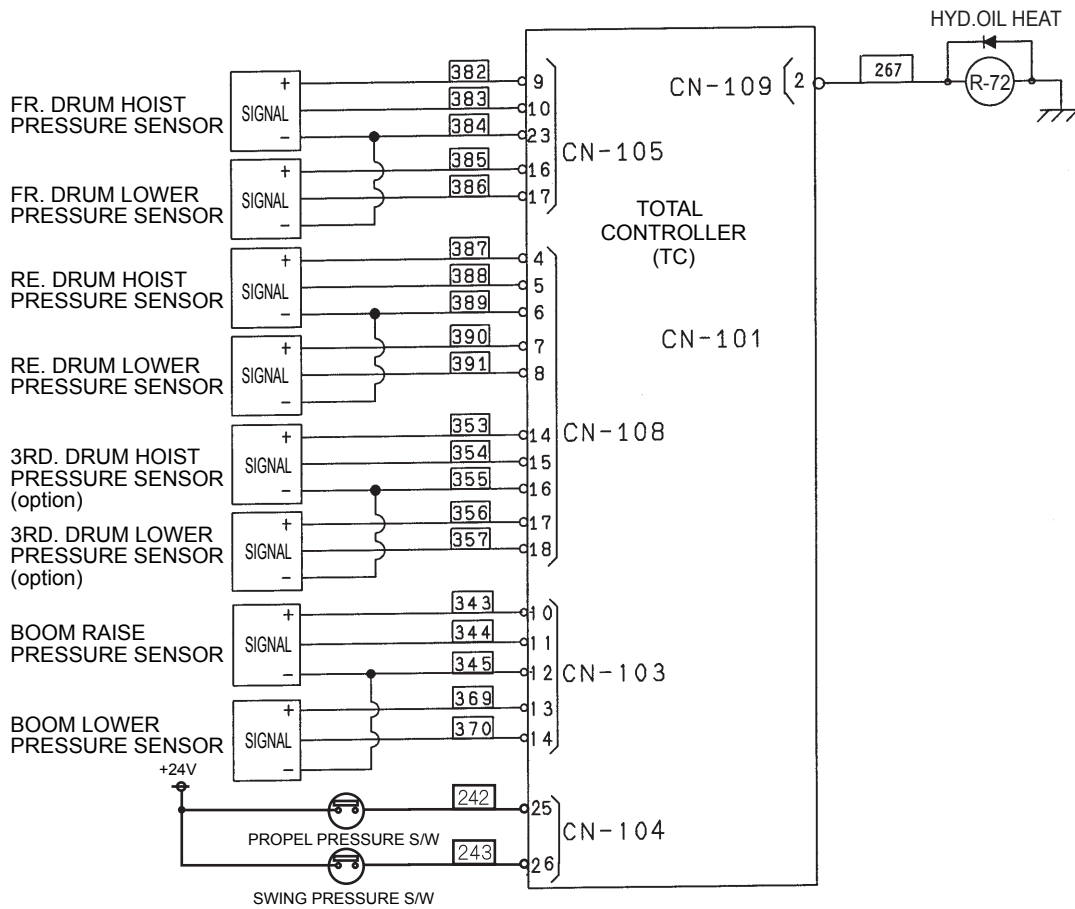 HYD.OIL HEAT
CN-109 2 267 R-72
FR. DRUM HOIST
PRESSURE SENSOR
SIGNAL
+ 382 9
383 10
- 384 23
CN-105
FR. DRUM LOWER
PRESSURE SENSOR
SIGNAL
+ 385 16
386 17
-
TOTAL
CONTROLLER
(TC)
RE. DRUM HOIST
PRESSURE SENSOR
SIGNAL
+ 387 4
388 5
- 389 6
CN-101
RE. DRUM LOWER
PRESSURE SENSOR
SIGNAL
+ 390 7
391 8
-
CN-108
3RD. DRUM HOIST
PRESSURE SENSOR
(option)
SIGNAL
+ 353 14
354 15
- 355 16
3RD. DRUM LOWER
PRESSURE SENSOR
(option)
SIGNAL
+ 356 17
357 18
-
BOOM RAISE
PRESSURE SENSOR
SIGNAL
+ 343 10
344 11
- 345 12
CN-103
BOOM LOWER
PRESSURE SENSOR
SIGNAL
+ 369 13
370 14
-
+24V
242 25
PROPEL PRESSURE S/W
CN-104
243 26
SWING PRESSURE S/W